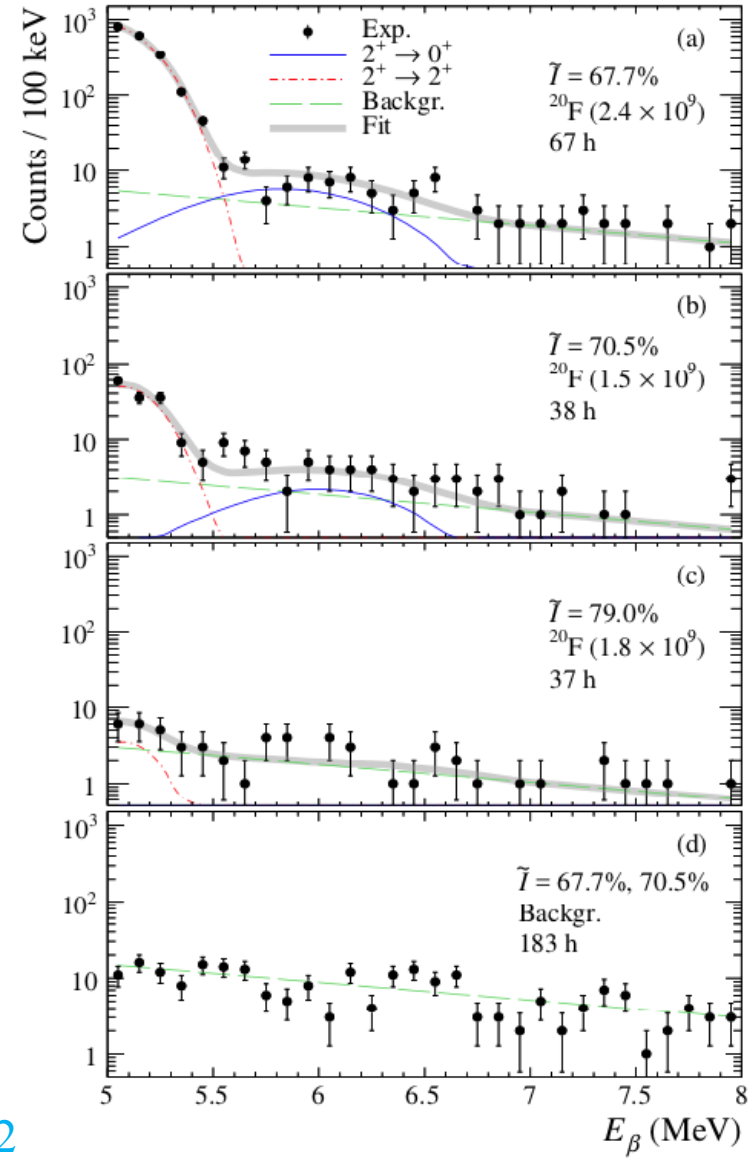 Counts / 100 keV
10³
10²
10
1
Exp.
2⁺ → 0⁺
2⁺ → 2⁺
Backgr.
Fit
(a)
Ĩ = 67.7%
²⁰F (2.4 × 10⁹)
67 h
10³
10²
10
1
(b)
Ĩ = 70.5%
²⁰F (1.5 × 10⁹)
38 h
10³
10²
10
1
(c)
Ĩ = 79.0%
²⁰F (1.8 × 10⁹)
37 h
10³
10²
10
1
(d)
Ĩ = 67.7%, 70.5%
Backgr.
183 h
5 5.5 6 6.5 7 7.5 8
E_β (MeV)
2